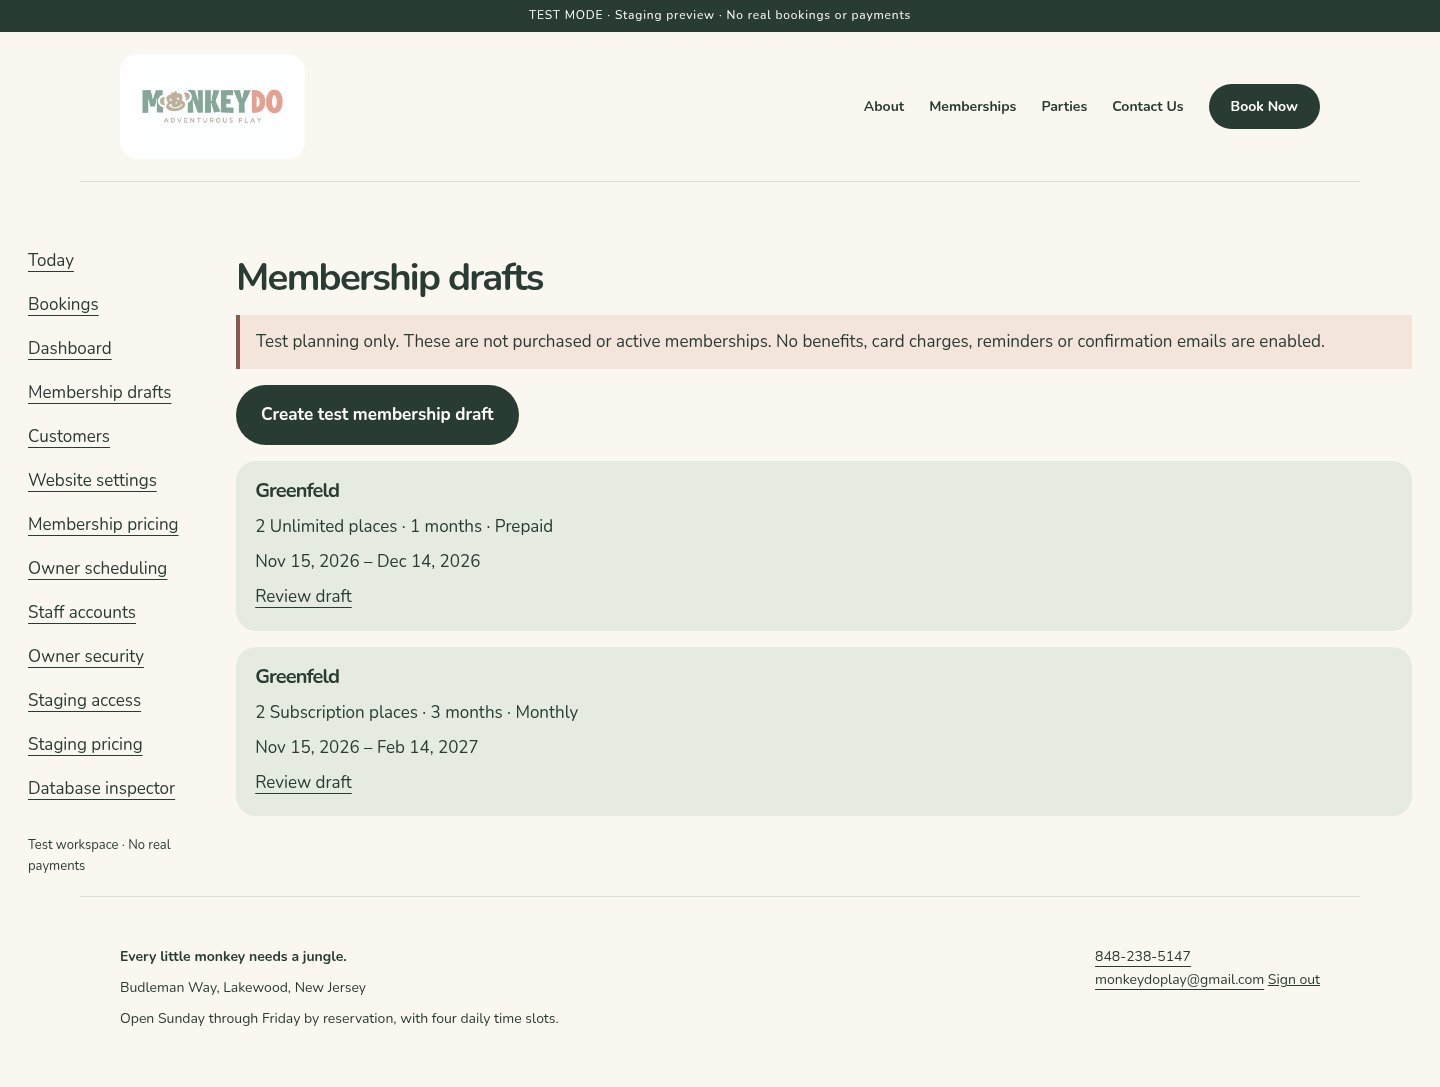 TEST MODE · Staging preview · No real bookings or payments
MONKEYDO
ADVENTUROUS PLAY
About
Memberships
Parties
Contact Us
Book Now
Today
Bookings
Dashboard
Membership drafts
Customers
Website settings
Membership pricing
Owner scheduling
Staff accounts
Owner security
Staging access
Staging pricing
Database inspector
Test workspace · No real
payments
Membership drafts
Test planning only. These are not purchased or active memberships. No benefits, card charges, reminders or confirmation emails are enabled.
Create test membership draft
Greenfeld
2 Unlimited places · 1 months · Prepaid
Nov 15, 2026 – Dec 14, 2026
Review draft
Greenfeld
2 Subscription places · 3 months · Monthly
Nov 15, 2026 – Feb 14, 2027
Review draft
Every little monkey needs a jungle.
Budleman Way, Lakewood, New Jersey
Open Sunday through Friday by reservation, with four daily time slots.
848-238-5147
monkeydoplay@gmail.com Sign out